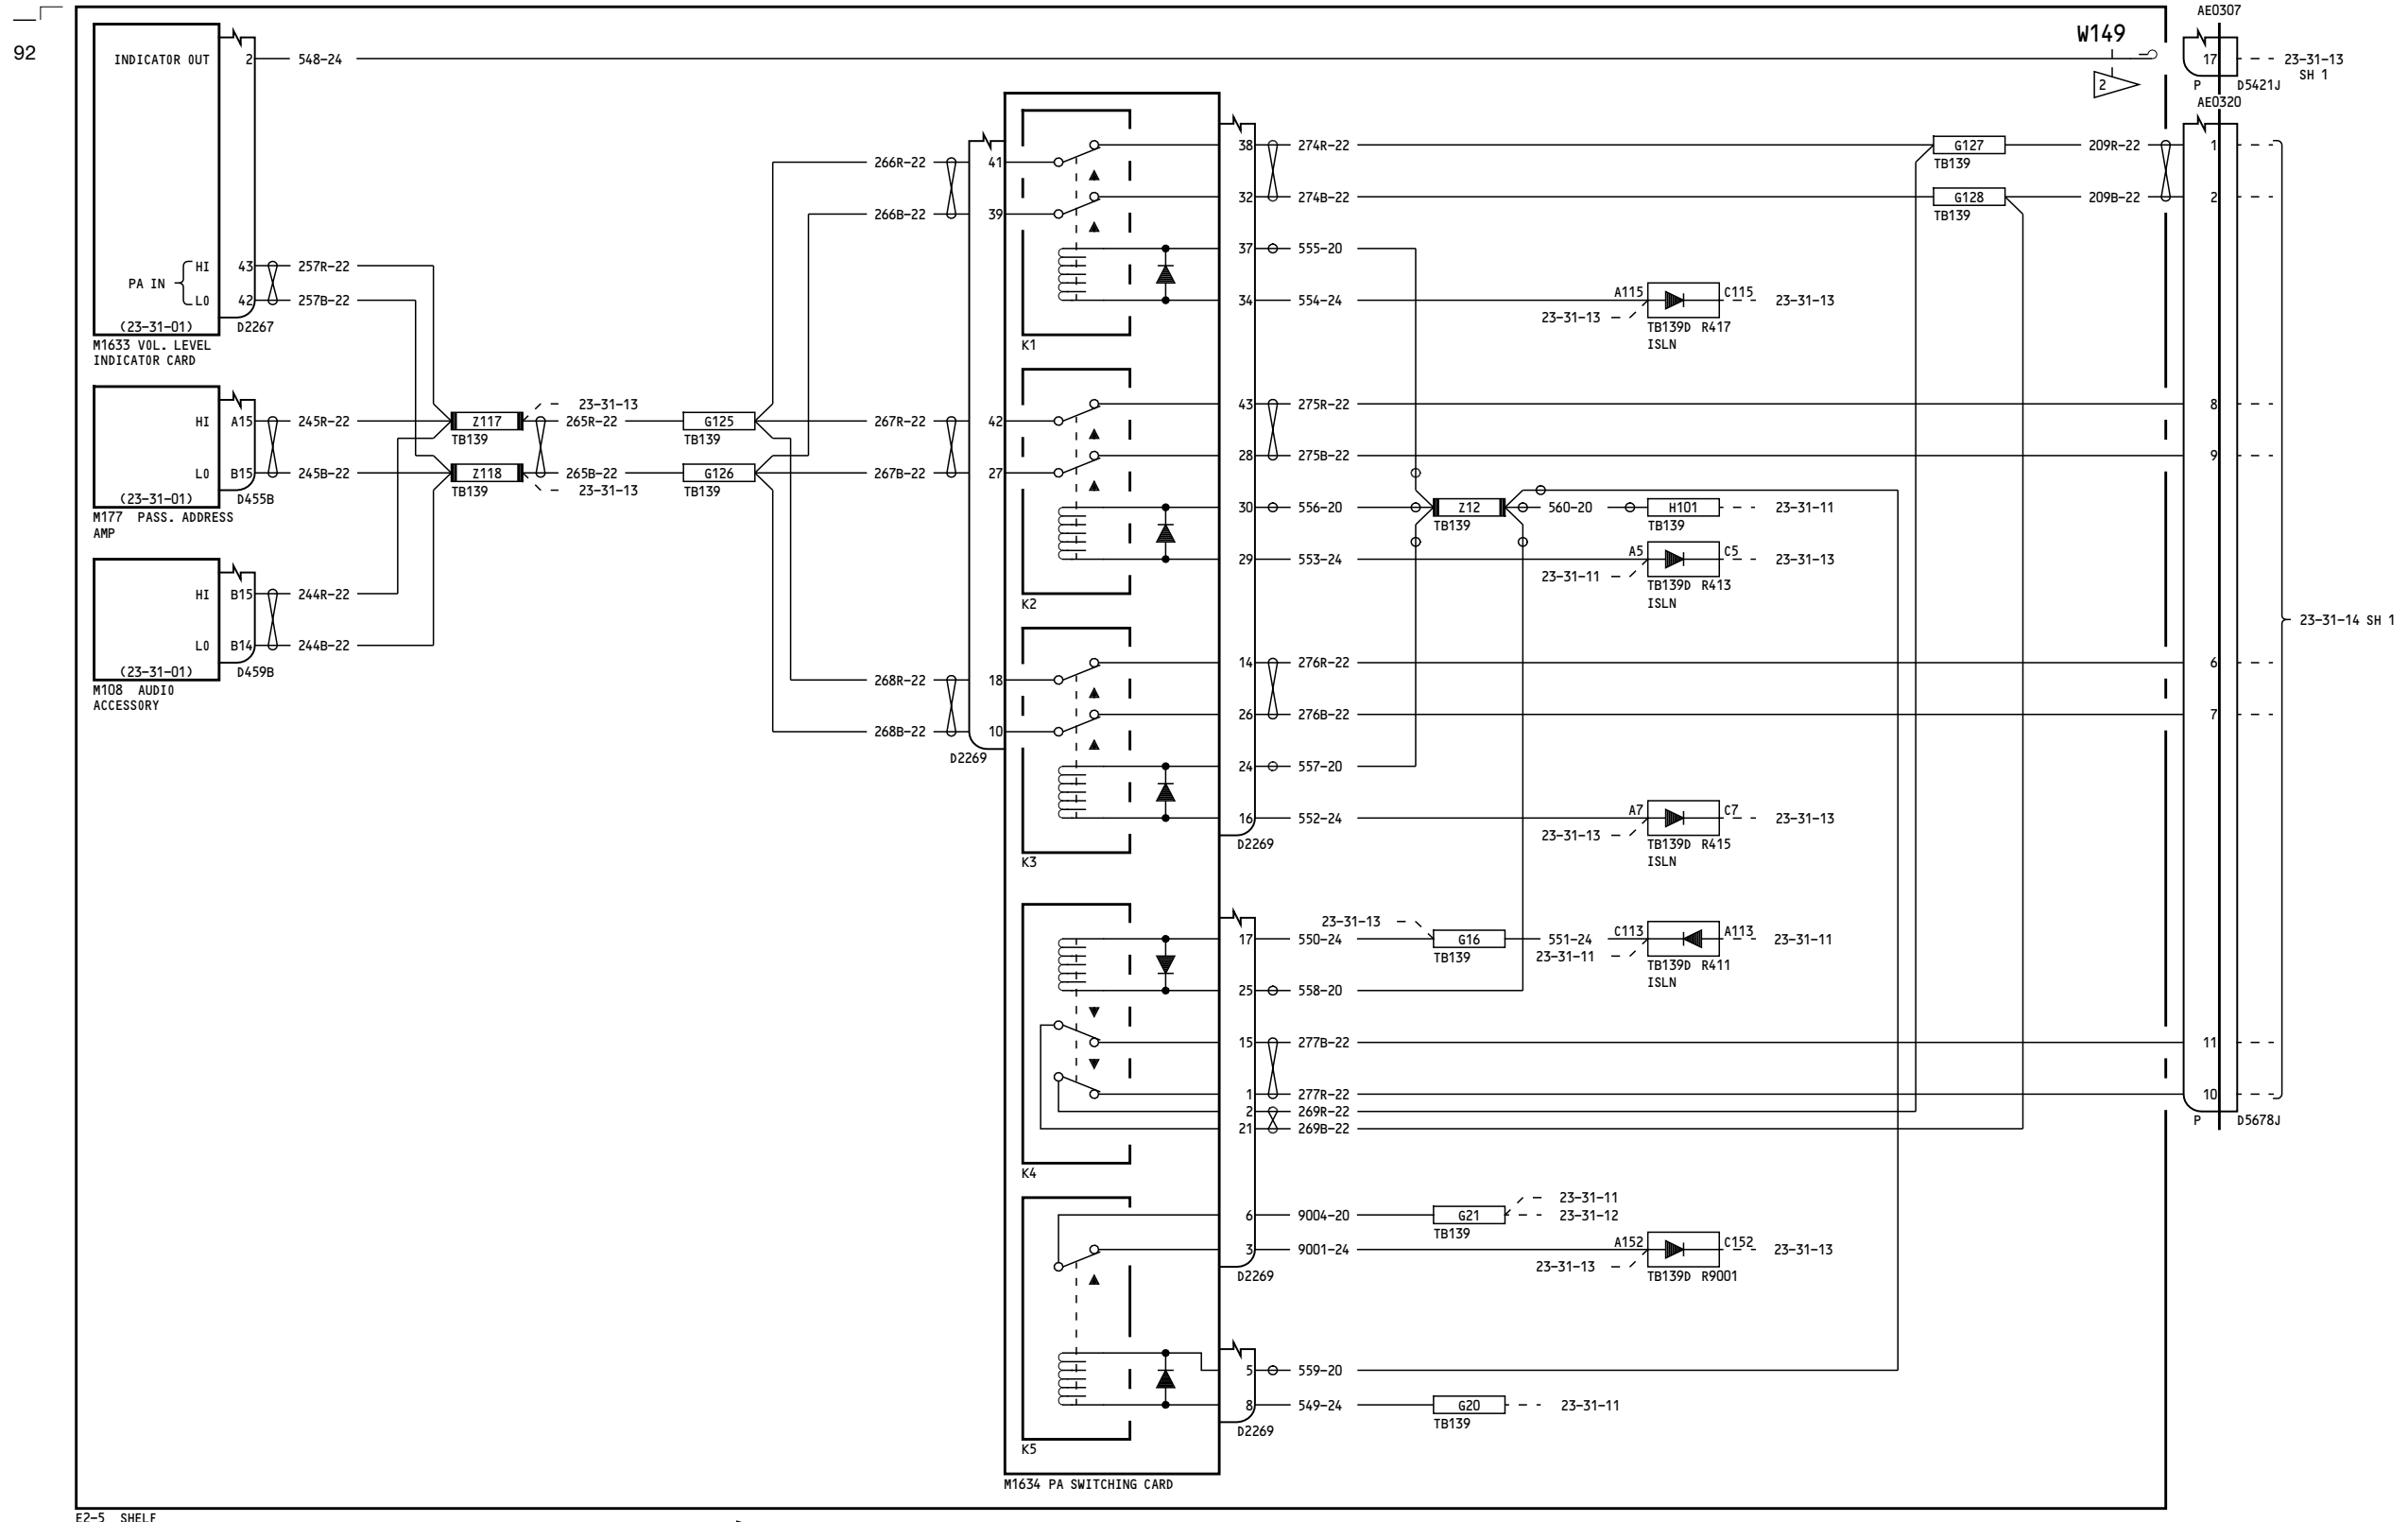 92
W149
2
AE0307
17
23-31-13
SH 1
P
D5421J
AE0320
INDICATOR OUT
2
548-24
PA IN
HI
43
257R-22
LO
42
257B-22
(23-31-01)
D2267
M1633 VOL. LEVEL
INDICATOR CARD
HI
A15
245R-22
LO
B15
245B-22
(23-31-01)
D455B
M177 PASS. ADDRESS
AMP
HI
B15
244R-22
LO
B14
244B-22
(23-31-01)
D459B
M108 AUDIO
ACCESSORY
Z117
TB139
23-31-13
265R-22
Z118
TB139
265B-22
23-31-13
G125
TB139
G126
TB139
266R-22
41
266B-22
39
267R-22
42
267B-22
27
268R-22
18
268B-22
10
D2269
K1
K2
K3
K4
K5
M1634 PA SWITCHING CARD
38
274R-22
32
274B-22
37
555-20
34
554-24
43
275R-22
28
275B-22
30
556-20
29
553-24
14
276R-22
26
276B-22
24
557-20
16
552-24
D2269
23-31-13
17
550-24
25
558-20
15
277B-22
1
277R-22
2
269R-22
21
269B-22
6
9004-20
3
9001-24
D2269
5
559-20
8
549-24
D2269
G127
TB139
209R-22
G128
TB139
209B-22
A115
C115
23-31-13
23-31-13
TB139D R417
ISLN
Z12
TB139
560-20
H101
TB139
23-31-11
A5
C5
23-31-13
23-31-11
TB139D R413
ISLN
A7
C7
23-31-13
23-31-13
TB139D R415
ISLN
G16
TB139
551-24
C113
A113
23-31-11
23-31-11
TB139D R411
ISLN
G21
TB139
23-31-11
23-31-12
A152
C152
23-31-13
23-31-13
TB139D R9001
G20
TB139
23-31-11
1
2
8
9
6
7
11
10
P
D5678J
23-31-14 SH 1
E2-5 SHELF